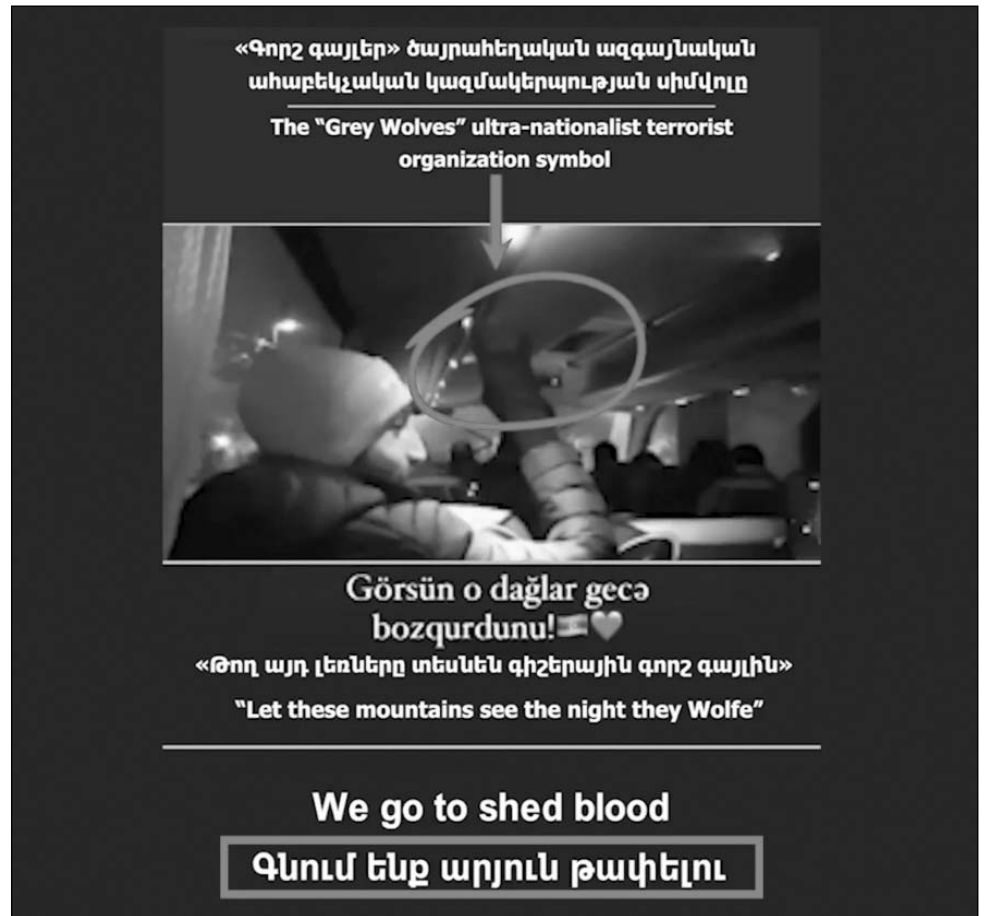 «Գորշ գայլեր» ծայրահեղական ազգայնական
ահաբեկչական կազմակերպության սիմվոլը
The “Grey Wolves” ultra-nationalist terrorist
organization symbol
Görsün o dağlar gecə
bozqurdunu!
«Թող այդ լեռները տեսնեն գիշերային գորշ գայլին»
“Let these mountains see the night they Wolfe”
We go to shed blood
Գնում ենք արյուն թափելու